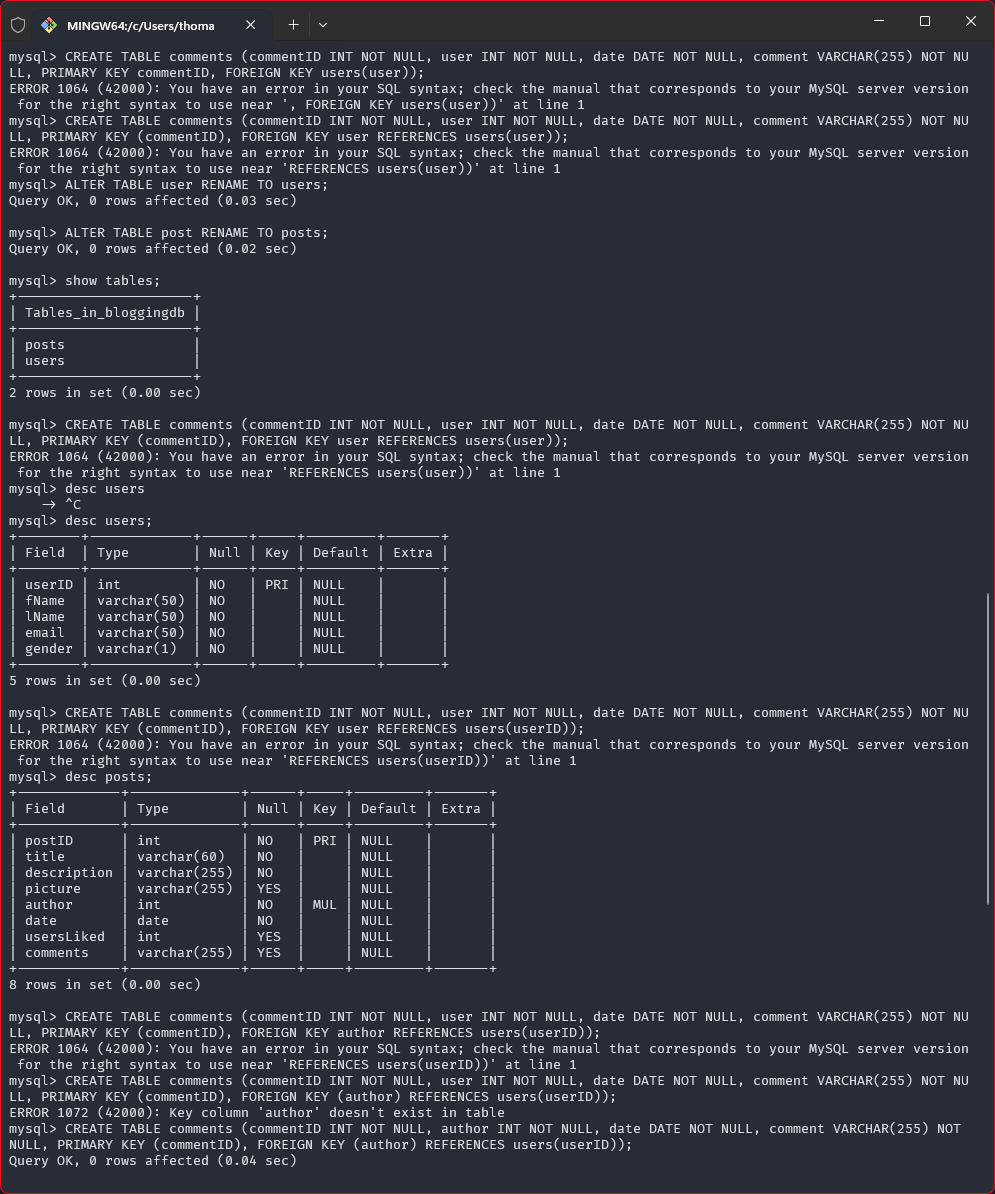 MINGW64:/c/Users/thoma
mysql> CREATE TABLE comments (commentID INT NOT NULL, user INT NOT NULL, date DATE NOT NULL, comment VARCHAR(255) NOT NU
LL, PRIMARY KEY commentID, FOREIGN KEY users(user));
ERROR 1064 (42000): You have an error in your SQL syntax; check the manual that corresponds to your MySQL server version
 for the right syntax to use near ', FOREIGN KEY users(user))' at line 1
mysql> CREATE TABLE comments (commentID INT NOT NULL, user INT NOT NULL, date DATE NOT NULL, comment VARCHAR(255) NOT NU
LL, PRIMARY KEY (commentID), FOREIGN KEY user REFERENCES users(user));
ERROR 1064 (42000): You have an error in your SQL syntax; check the manual that corresponds to your MySQL server version
 for the right syntax to use near 'REFERENCES users(user))' at line 1
mysql> ALTER TABLE user RENAME TO users;
Query OK, 0 rows affected (0.03 sec)

mysql> ALTER TABLE post RENAME TO posts;
Query OK, 0 rows affected (0.02 sec)

mysql> show tables;
+----------------------+
| Tables_in_bloggingdb |
+----------------------+
| posts                |
| users                |
+----------------------+
2 rows in set (0.00 sec)

mysql> CREATE TABLE comments (commentID INT NOT NULL, user INT NOT NULL, date DATE NOT NULL, comment VARCHAR(255) NOT NU
LL, PRIMARY KEY (commentID), FOREIGN KEY user REFERENCES users(user));
ERROR 1064 (42000): You have an error in your SQL syntax; check the manual that corresponds to your MySQL server version
 for the right syntax to use near 'REFERENCES users(user))' at line 1
mysql> desc users
    -> ^C
mysql> desc users;
+--------+-------------+------+-----+---------+-------+
| Field  | Type        | Null | Key | Default | Extra |
+--------+-------------+------+-----+---------+-------+
| userID | int         | NO   | PRI | NULL    |       |
| fName  | varchar(50) | NO   |     | NULL    |       |
| lName  | varchar(50) | NO   |     | NULL    |       |
| email  | varchar(50) | NO   |     | NULL    |       |
| gender | varchar(1)  | NO   |     | NULL    |       |
+--------+-------------+------+-----+---------+-------+
5 rows in set (0.00 sec)

mysql> CREATE TABLE comments (commentID INT NOT NULL, user INT NOT NULL, date DATE NOT NULL, comment VARCHAR(255) NOT NU
LL, PRIMARY KEY (commentID), FOREIGN KEY user REFERENCES users(userID));
ERROR 1064 (42000): You have an error in your SQL syntax; check the manual that corresponds to your MySQL server version
 for the right syntax to use near 'REFERENCES users(userID))' at line 1
mysql> desc posts;
+-------------+--------------+------+-----+---------+-------+
| Field       | Type         | Null | Key | Default | Extra |
+-------------+--------------+------+-----+---------+-------+
| postID      | int          | NO   | PRI | NULL    |       |
| title       | varchar(60)  | NO   |     | NULL    |       |
| description | varchar(255) | NO   |     | NULL    |       |
| picture     | varchar(255) | YES  |     | NULL    |       |
| author      | int          | NO   | MUL | NULL    |       |
| date        | date         | NO   |     | NULL    |       |
| usersLiked  | int          | YES  |     | NULL    |       |
| comments    | varchar(255) | YES  |     | NULL    |       |
+-------------+--------------+------+-----+---------+-------+
8 rows in set (0.00 sec)

mysql> CREATE TABLE comments (commentID INT NOT NULL, user INT NOT NULL, date DATE NOT NULL, comment VARCHAR(255) NOT NU
LL, PRIMARY KEY (commentID), FOREIGN KEY author REFERENCES users(userID));
ERROR 1064 (42000): You have an error in your SQL syntax; check the manual that corresponds to your MySQL server version
 for the right syntax to use near 'REFERENCES users(userID))' at line 1
mysql> CREATE TABLE comments (commentID INT NOT NULL, user INT NOT NULL, date DATE NOT NULL, comment VARCHAR(255) NOT NU
LL, PRIMARY KEY (commentID), FOREIGN KEY (author) REFERENCES users(userID));
ERROR 1072 (42000): Key column 'author' doesn't exist in table
mysql> CREATE TABLE comments (commentID INT NOT NULL, author INT NOT NULL, date DATE NOT NULL, comment VARCHAR(255) NOT
NULL, PRIMARY KEY (commentID), FOREIGN KEY (author) REFERENCES users(userID));
Query OK, 0 rows affected (0.04 sec)